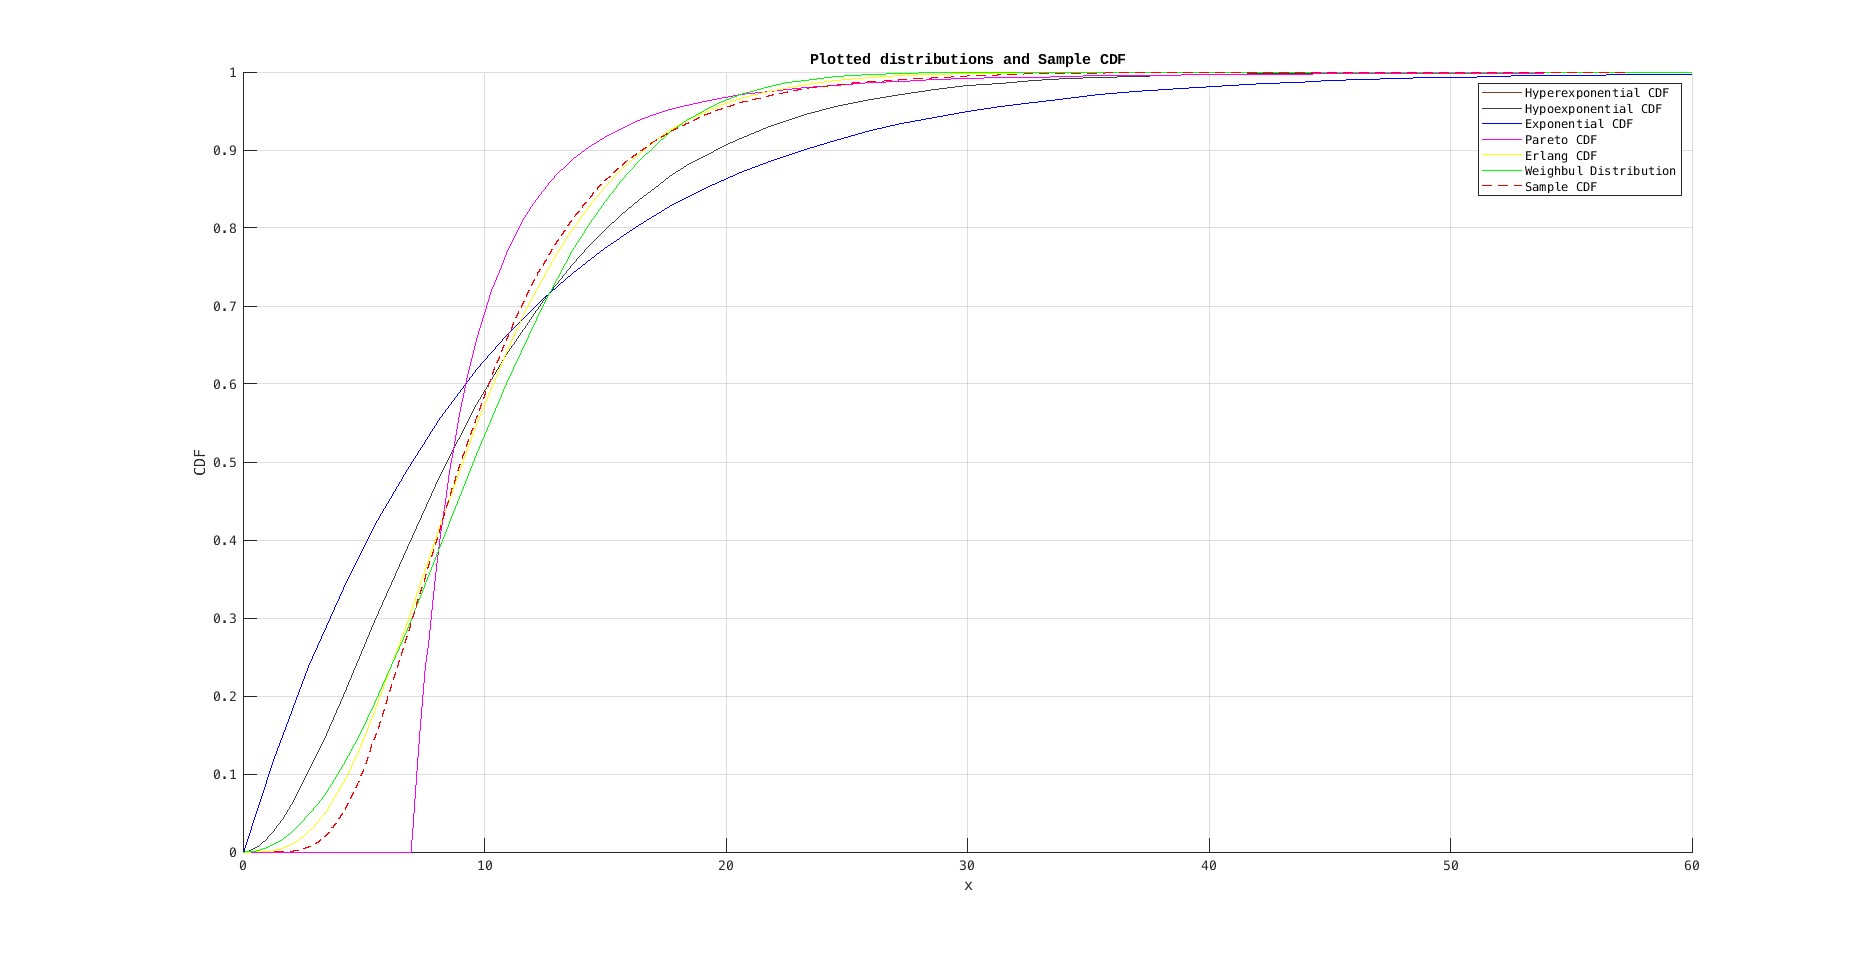 Plotted distributions and Sample CDF
1
Hyperexponential CDF
Hypoexponential CDF
Exponential CDF
Pareto CDF
Erlang CDF
Weighbul Distribution
Sample CDF
0.9
0.8
0.7
0.6
0.5
CDF
0.4
0.3
0.2
0.1
0
0 10 20 30 40 50 60
x